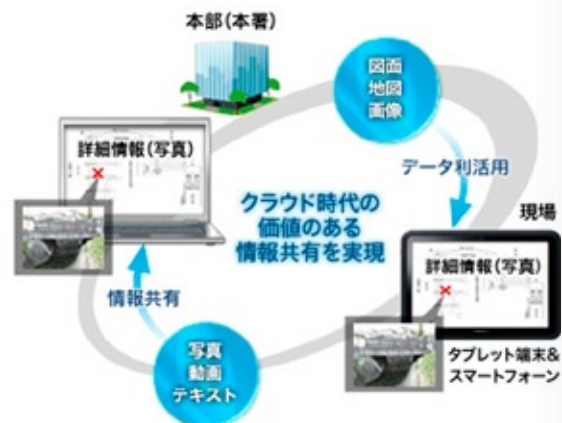 本部(本署)
図面
地図
画像
詳細情報(写真)
データ利活用
クラウド時代の
価値のある
情報共有を実現
現場
詳細情報(写真)
情報共有
写真
動画
テキスト
タブレット端末&
スマートフォーン